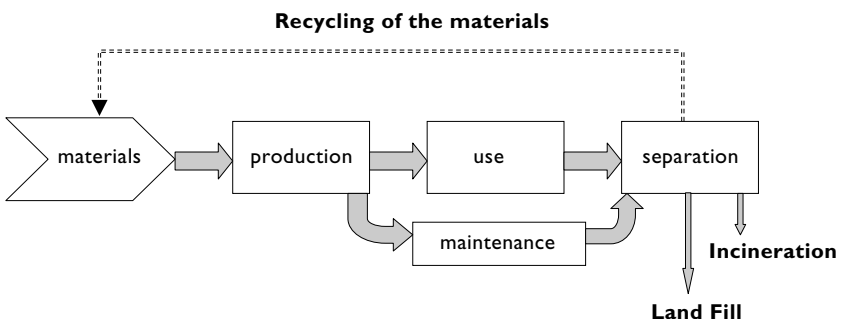 Recycling of the materials
materials
production
use
separation
maintenance
Incineration
Land Fill